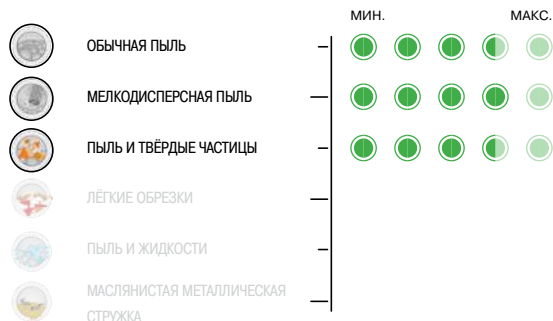 МИН. МАКС.
ОБЫЧНАЯ ПЫЛЬ
МЕЛКОДИСПЕРСНАЯ ПЫЛЬ
ПЫЛЬ И ТВЁРДЫЕ ЧАСТИЦЫ
ЛЁГКИЕ ОБРЕЗКИ
ПЫЛЬ И ЖИДКОСТИ
МАСЛЯНИСТАЯ МЕТАЛЛИЧЕСКАЯ
СТРУЖКА